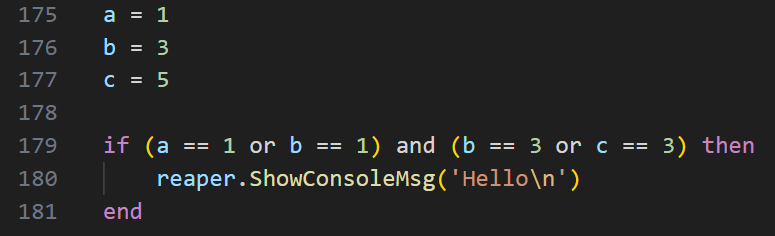 175 a = 1
176 b = 3
177 c = 5
178
179 if (a == 1 or b == 1) and (b == 3 or c == 3) then
180     reaper.ShowConsoleMsg('Hello\n')
181 end